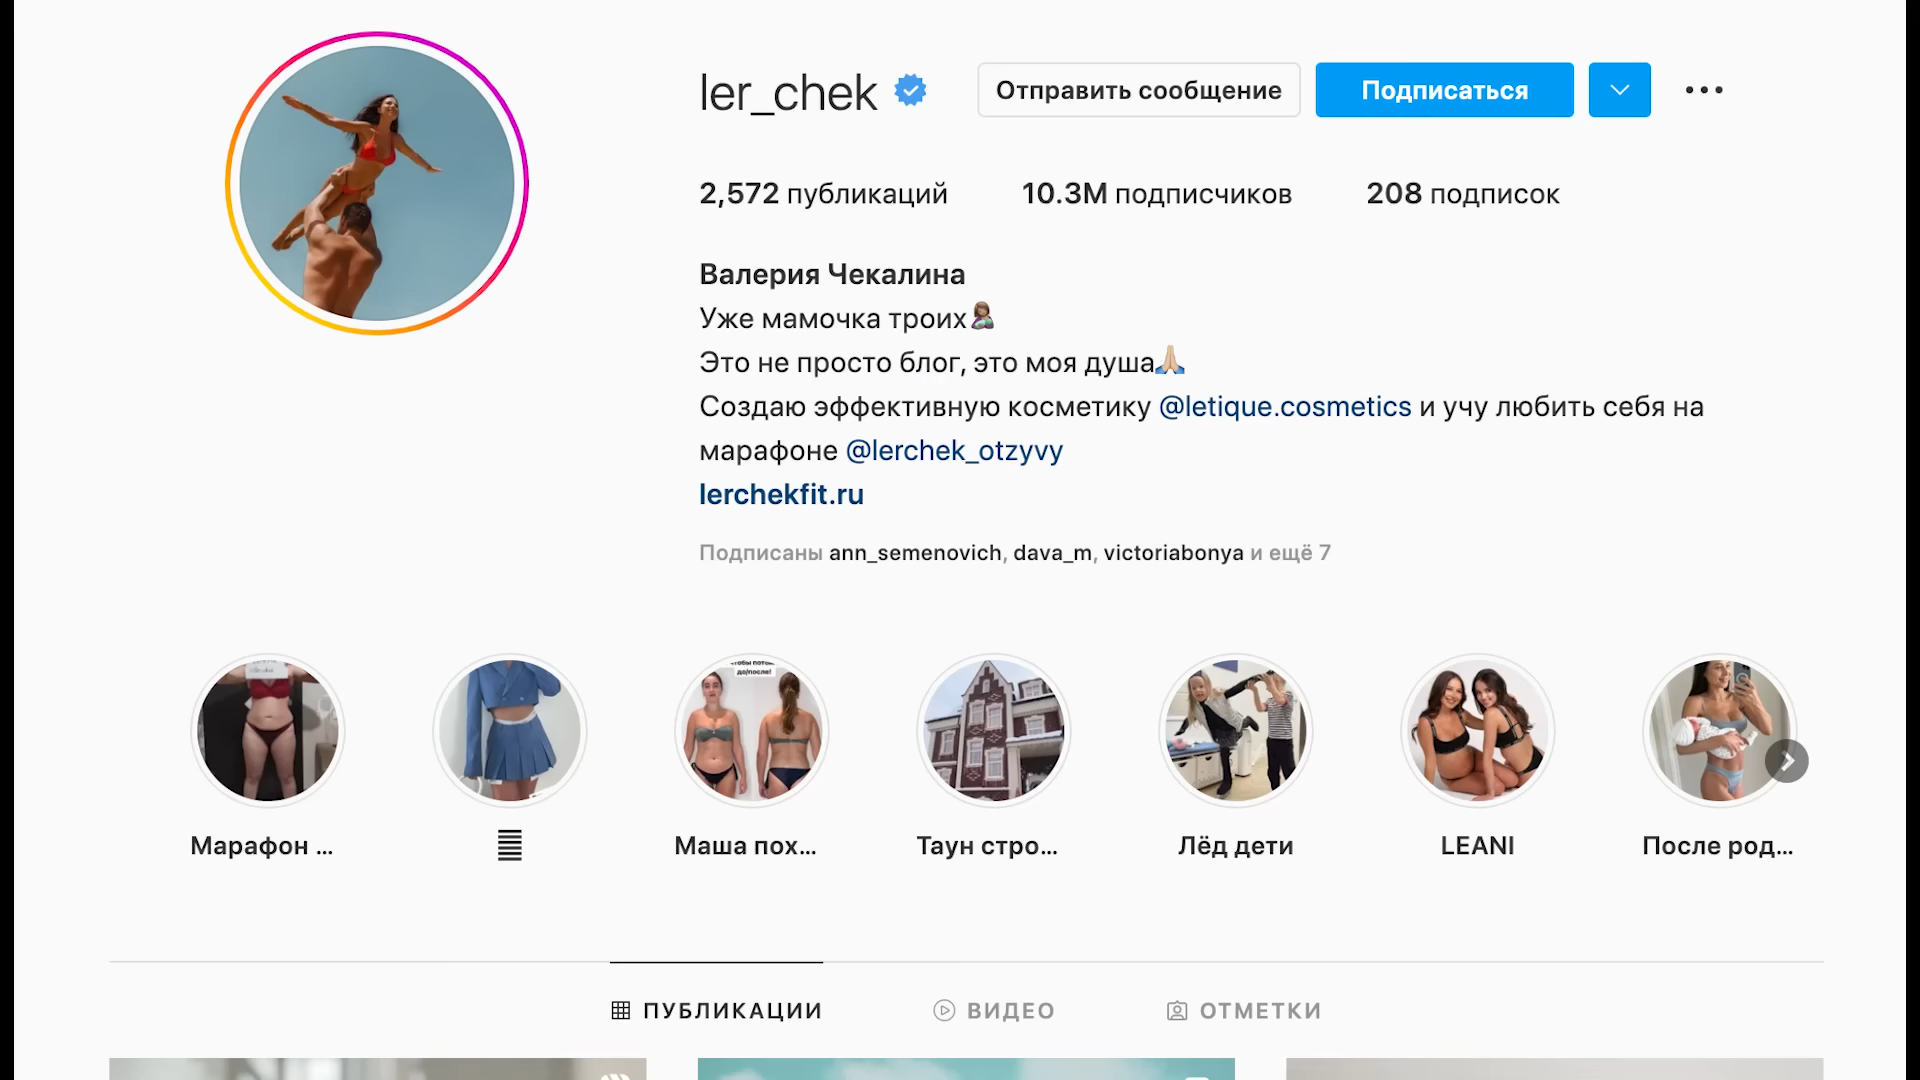 ler_chek
Отправить сообщение
Подписаться
2,572 публикаций
10.3M подписчиков
208 подписок
Валерия Чекалина
Уже мамочка троих🤱🏽
Это не просто блог, это моя душа🙏🏼
Создаю эффективную косметику @letique.cosmetics и учу любить себя на
марафоне @lerchek_otzyvy
lerchekfit.ru
Подписаны ann_semenovich, dava_m, victoriabonya и ещё 7
до/после!
Марафон ...
Маша пох...
Таун стро...
Лёд дети
LEANI
После род...
ПУБЛИКАЦИИ
ВИДЕО
ОТМЕТКИ